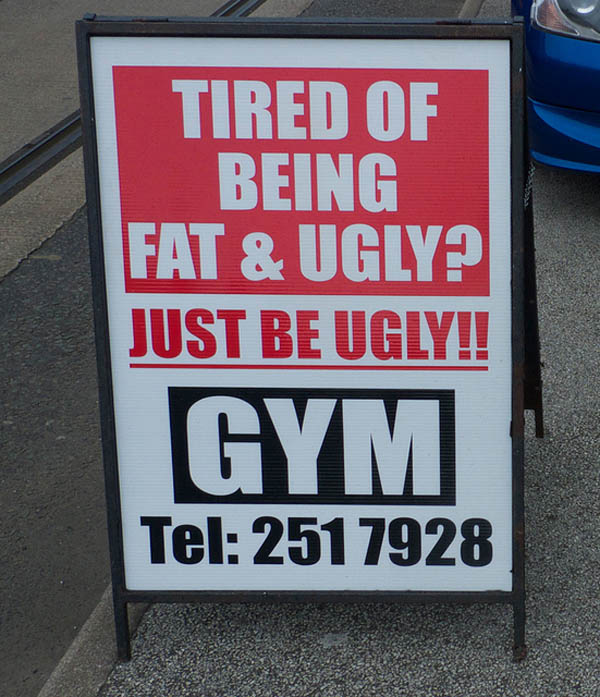 TIRED OF
BEING
FAT & UGLY?
JUST BE UGLY!!
GYM
Tel: 251 7928